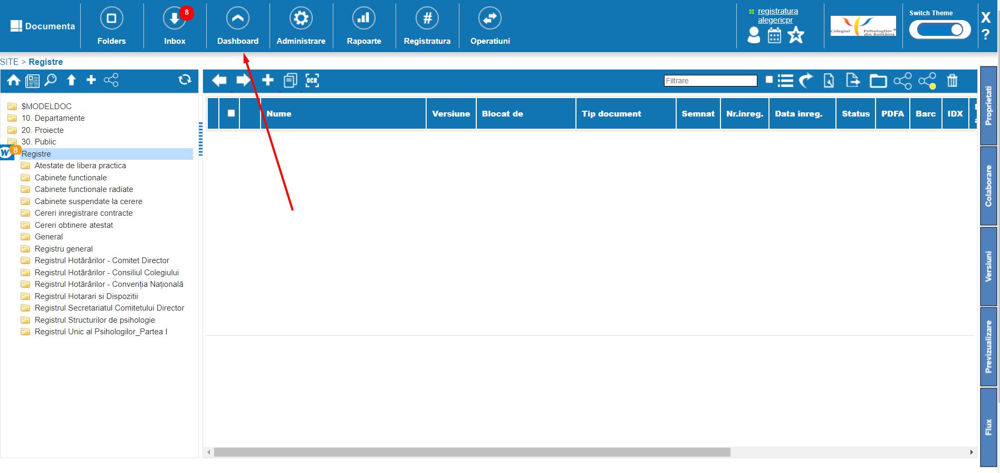 Documenta
Folders
8
Inbox
Dashboard
Administrare
Rapoarte
#
Registratura
Operatiuni
registratura
alegericpr
Colegiul Psihologilor®
din România
Switch Theme
X
?
SITE > Registre
OCR
Filtrare
$MODELDOC
10. Departamente
20. Proiecte
30. Public
W 8
Registre
Atestate de libera practica
Cabinete functionale
Cabinete functionale radiate
Cabinete suspendate la cerere
Cereri inregistrare contracte
Cereri obtinere atestat
General
Registru general
Registrul Hotărârilor - Comitet Director
Registrul Hotărârilor - Consiliul Colegiului
Registrul Hotărârilor - Convenția Națională
Registrul Hotarari si Dispozitii
Registrul Secretariatul Comitetului Director
Registrul Structurilor de psihologie
Registrul Unic al Psihologilor_Partea I
Nume Versiune Blocat de Tip document Semnat Nr.inreg. Data inreg. Status PDFA Barc IDX
Proprietati
Colaborare
Versiuni
Previzualizare
Flux